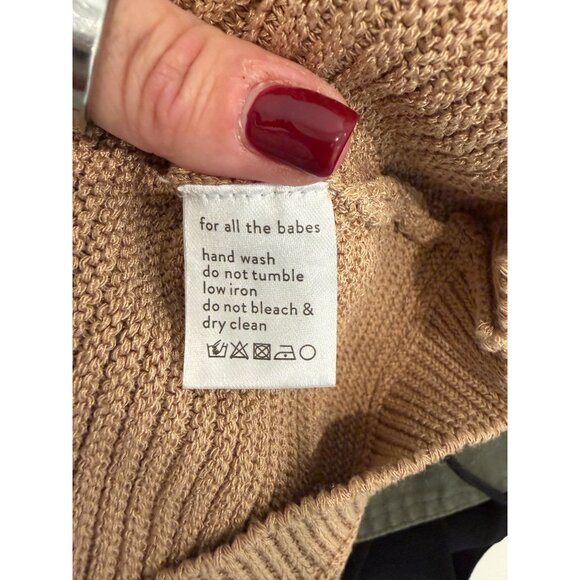 for all the babes
hand wash
do not tumble
low iron
do not bleach &
dry clean